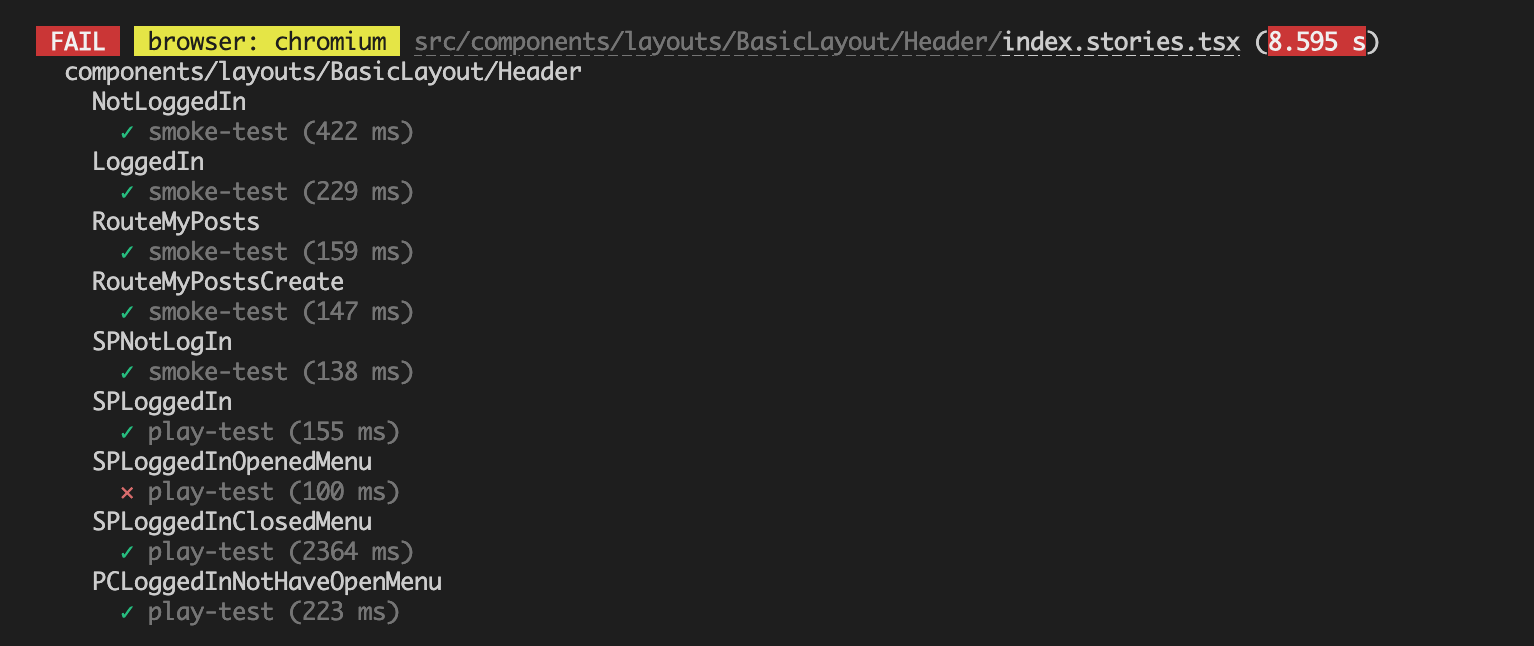 FAIL browser: chromium src/components/layouts/BasicLayout/Header/index.stories.tsx (8.595 s)
components/layouts/BasicLayout/Header
NotLoggedIn
✓ smoke-test (422 ms)
LoggedIn
✓ smoke-test (229 ms)
RouteMyPosts
✓ smoke-test (159 ms)
RouteMyPostsCreate
✓ smoke-test (147 ms)
SPNotLogIn
✓ smoke-test (138 ms)
SPLoggedIn
✓ play-test (155 ms)
SPLoggedInOpenedMenu
✕ play-test (100 ms)
SPLoggedInClosedMenu
✓ play-test (2364 ms)
PCLoggedInNotHaveOpenMenu
✓ play-test (223 ms)